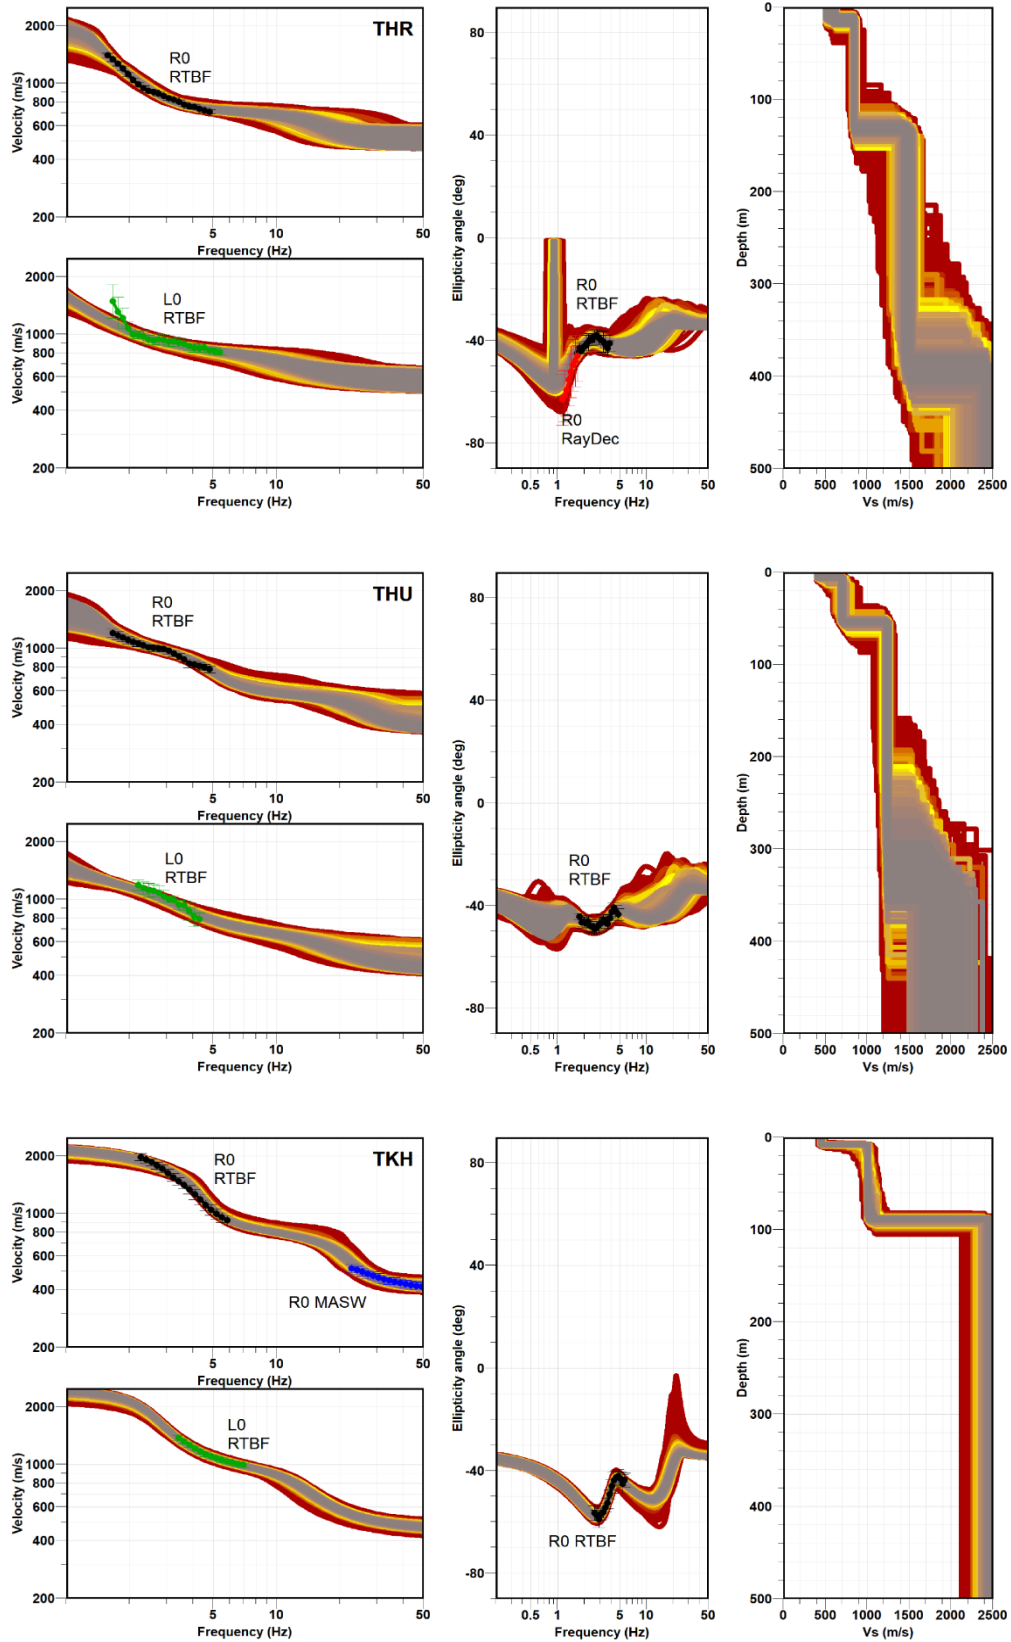 THR
R0
RTBF
Velocity (m/s)
2000
1000
800
600
400
200
5
10
50
Frequency (Hz)
L0
RTBF
Velocity (m/s)
2000
1000
800
600
400
200
5
10
50
Frequency (Hz)
Ellipticity angle (deg)
80
40
0
-40
-80
R0
RTBF
R0
RayDec
0.5
1
5
10
50
Frequency (Hz)
Depth (m)
0
100
200
300
400
500
0
500
1000
1500
2000
2500
Vs (m/s)
THU
R0
RTBF
Velocity (m/s)
2000
1000
800
600
400
200
5
10
50
Frequency (Hz)
L0
RTBF
Velocity (m/s)
2000
1000
800
600
400
200
5
10
50
Frequency (Hz)
Ellipticity angle (deg)
80
40
0
-40
-80
R0
RTBF
0.5
1
5
10
50
Frequency (Hz)
Depth (m)
0
100
200
300
400
500
0
500
1000
1500
2000
2500
Vs (m/s)
TKH
R0
RTBF
R0 MASW
Velocity (m/s)
2000
1000
800
600
400
200
5
10
50
Frequency (Hz)
L0
RTBF
Velocity (m/s)
2000
1000
800
600
400
200
5
10
50
Frequency (Hz)
Ellipticity angle (deg)
80
40
0
-40
-80
R0 RTBF
0.5
1
5
10
50
Frequency (Hz)
Depth (m)
0
100
200
300
400
500
0
500
1000
1500
2000
2500
Vs (m/s)